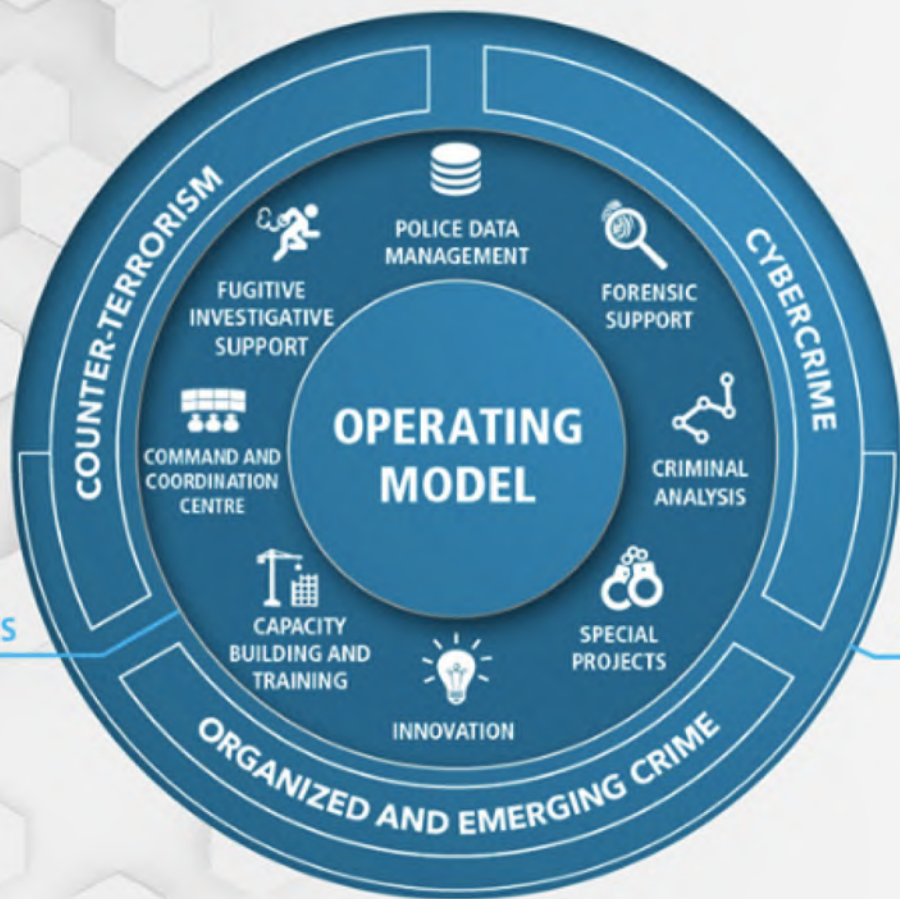 COUNTER-TERRORISM
CYBERCRIME
POLICE DATA
MANAGEMENT
FUGITIVE
INVESTIGATIVE
SUPPORT
FORENSIC
SUPPORT
OPERATING
MODEL
COMMAND AND
COORDINATION
CENTRE
CRIMINAL
ANALYSIS
CAPACITY
BUILDING AND
TRAINING
SPECIAL
PROJECTS
INNOVATION
ORGANIZED AND EMERGING CRIME
S